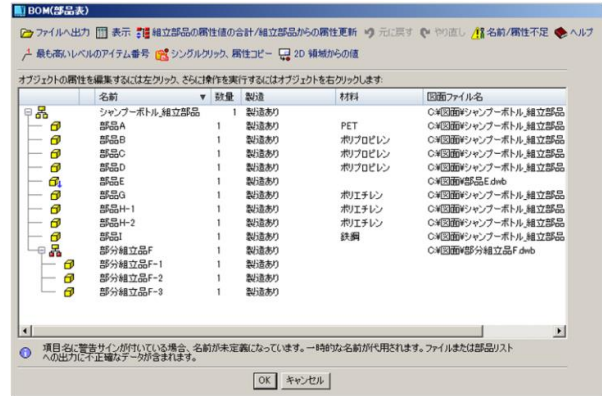 BOM(部品表)
ファイルへ出力 表示 組立部品の属性値の合計/組立部品からの属性更新 元に戻す やり直し 名前/属性不足 ヘルプ
最も高いレベルのアイテム番号 シングルクリック、属性コピー 2D 領域からの値
オブジェクトの属性を編集するには左クリック、さらに操作を実行するにはオブジェクトを右クリックします:
名前 ▼ 数量 製造 材料 図面ファイル名
シャンプーボトル_組立部品 1 製造あり C:¥図面¥シャンプーボトル_組立部品
部品A 1 製造あり PET C:¥図面¥シャンプーボトル_組立部品
部品B 1 製造あり ポリプロピレン C:¥図面¥シャンプーボトル_組立部品
部品C 1 製造あり ポリプロピレン C:¥図面¥シャンプーボトル_組立部品
部品D 1 製造あり ポリプロピレン C:¥図面¥シャンプーボトル_組立部品
部品E 1 製造あり C:¥図面¥部品E.dwb
部品G 1 製造あり ポリエチレン C:¥図面¥シャンプーボトル_組立部品
部品H-1 1 製造あり ポリエチレン C:¥図面¥シャンプーボトル_組立部品
部品H-2 1 製造あり ポリエチレン C:¥図面¥シャンプーボトル_組立部品
部品I 1 製造あり 鉄鋼 C:¥図面¥シャンプーボトル_組立部品
部分組立品F 1 製造あり C:¥図面¥部分組立品F.dwb
部分組立品F-1 1 製造あり
部分組立品F-2 1 製造あり
部分組立品F-3 1 製造あり
項目名に警告サインが付いている場合、名前が未定義になっています。一時的な名前が代用されます。ファイルまたは部品リスト
への出力に不正確なデータが含まれます。
OK キャンセル